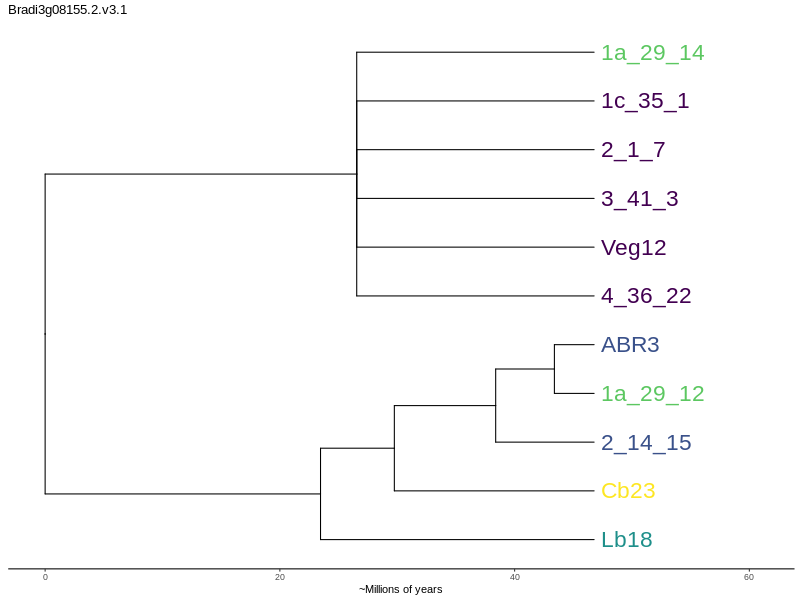 Bradi3g08155.2.v3.1
1a_29_14
1c_35_1
2_1_7
3_41_3
Veg12
4_36_22
ABR3
1a_29_12
2_14_15
Cb23
Lb18
0 20 40 60
~Millions of years